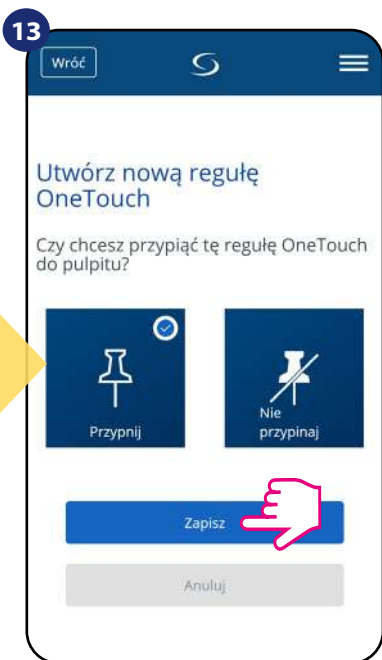 13
Wróć
Utwórz nową regułę
OneTouch
Czy chcesz przypiąć tę regułę OneTouch
do pulpitu?
Przypnij
Nie
przypinaj
Zapisz
Anuluj